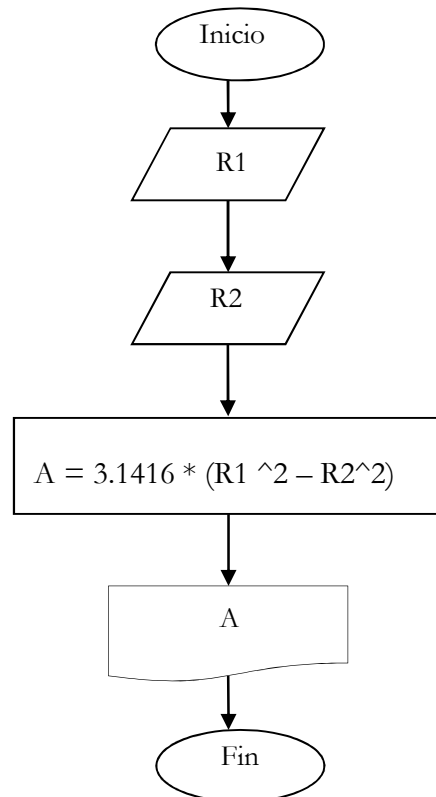 Inicio
R1
R2
A = 3.1416 * (R1 ^2 – R2^2)
A
Fin